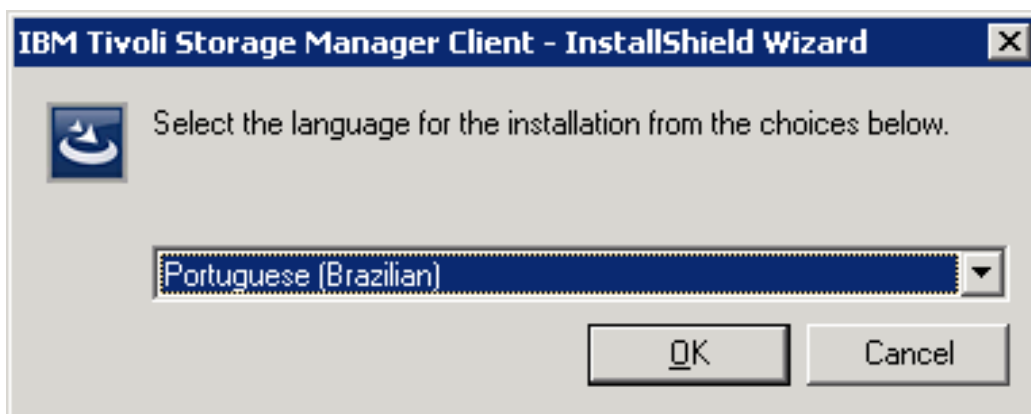 IBM Tivoli Storage Manager Client - InstallShield Wizard
Select the language for the installation from the choices below.
Portuguese (Brazilian)
OK
Cancel